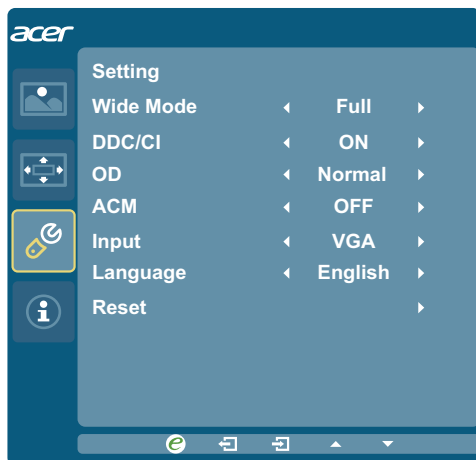 acer
Setting
Wide Mode Full
DDC/CI ON
OD Normal
ACM OFF
Input VGA
Language English
Reset
i
e